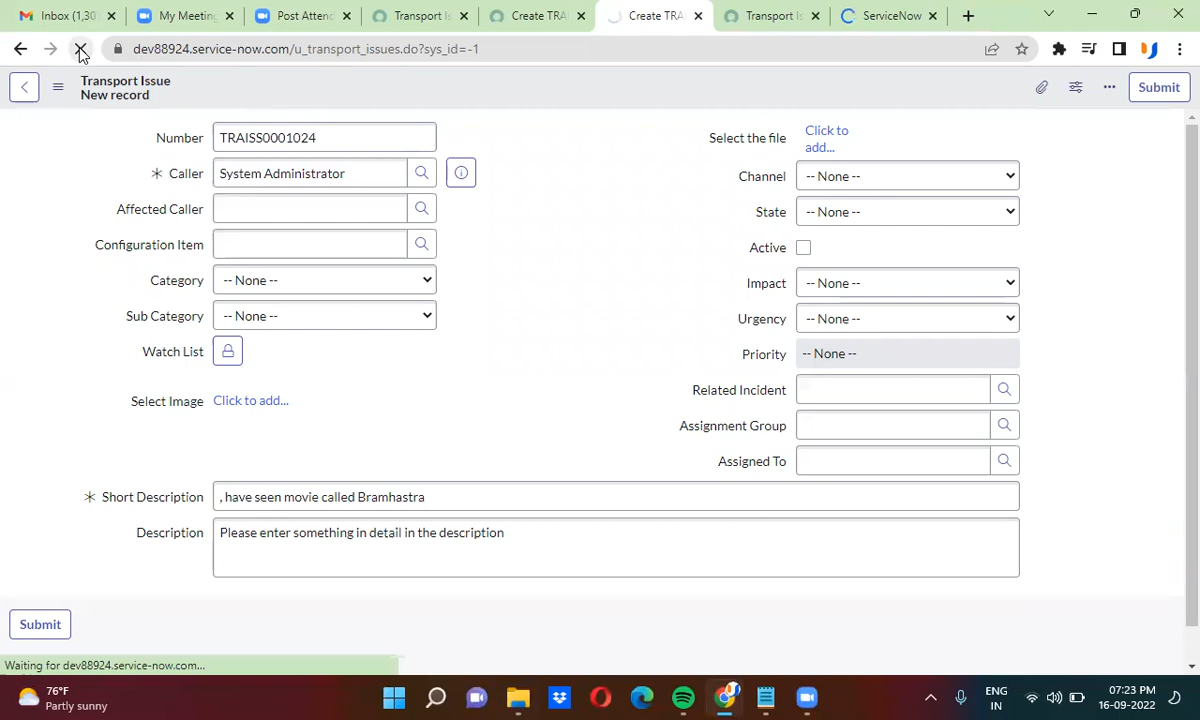 Inbox (1,30
My Meeting
Post Attend
Transport Is
Create TRAI
Create TRAI
Transport Is
ServiceNow
dev88924.service-now.com/u_transport_issues.do?sys_id=-1
Transport Issue
New record
Submit
Number
TRAISS0001024
Select the file
Click to
add...
Caller
System Administrator
Channel
-- None --
Affected Caller
State
-- None --
Configuration Item
Active
Category
-- None --
Impact
-- None --
Sub Category
-- None --
Urgency
-- None --
Watch List
Priority
-- None --
Select Image
Click to add...
Related Incident
Assignment Group
Assigned To
Short Description
, have seen movie called Bramhastra
Description
Please enter something in detail in the description
Submit
Waiting for dev88924.service-now.com...
76°F
Partly sunny
ENG
IN
07:23 PM
16-09-2022